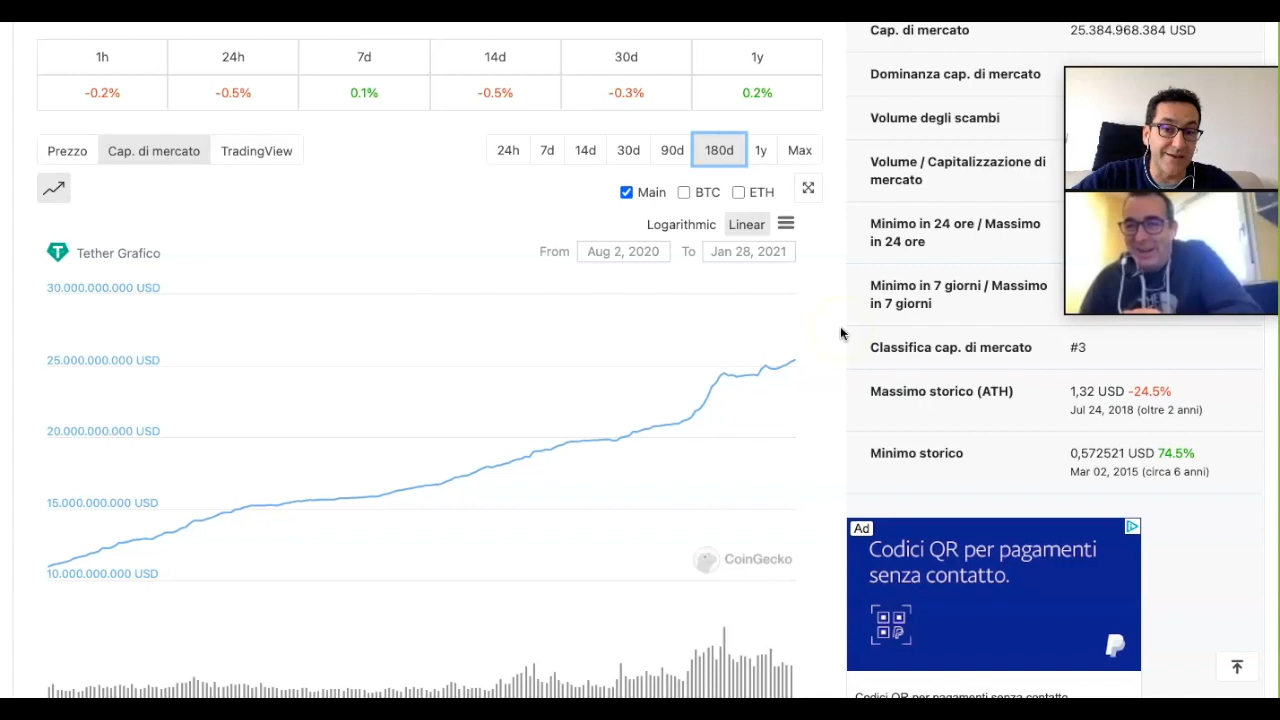 1h 24h 7d 14d 30d 1y
-0.2% -0.5% 0.1% -0.5% -0.3% 0.2%
Prezzo Cap. di mercato TradingView
24h 7d 14d 30d 90d 180d 1y Max
Main BTC ETH
Logarithmic Linear
Tether Grafico
From Aug 2, 2020 To Jan 28, 2021
30.000.000.000 USD
25.000.000.000 USD
20.000.000.000 USD
15.000.000.000 USD
10.000.000.000 USD
CoinGecko
Cap. di mercato 25.384.968.384 USD
Dominanza cap. di mercato
Volume degli scambi
Volume / Capitalizzazione di
mercato
Minimo in 24 ore / Massimo
in 24 ore
Minimo in 7 giorni / Massimo
in 7 giorni
Classifica cap. di mercato #3
Massimo storico (ATH) 1,32 USD -24.5%
Jul 24, 2018 (oltre 2 anni)
Minimo storico 0,572521 USD 74.5%
Mar 02, 2015 (circa 6 anni)
Ad
Codici QR per pagamenti
senza contatto.
Codici QR per pagamenti senza contatto